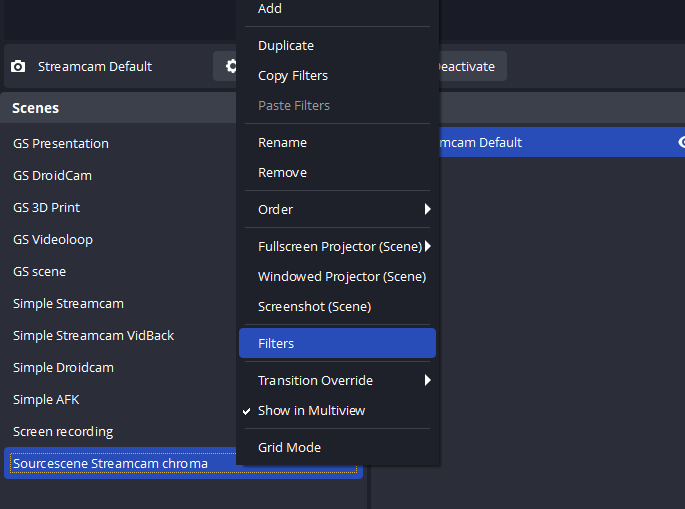 Add
Duplicate
Copy Filters
Paste Filters
Rename
Remove
Order
Fullscreen Projector (Scene)
Windowed Projector (Scene)
Screenshot (Scene)
Filters
Transition Override
Show in Multiview
Grid Mode
Streamcam Default
Deactivate
Scenes
GS Presentation
GS DroidCam
GS 3D Print
GS Videoloop
GS scene
Simple Streamcam
Simple Streamcam VidBack
Simple Droidcam
Simple AFK
Screen recording
Sourcescene Streamcam chroma
mcam Default